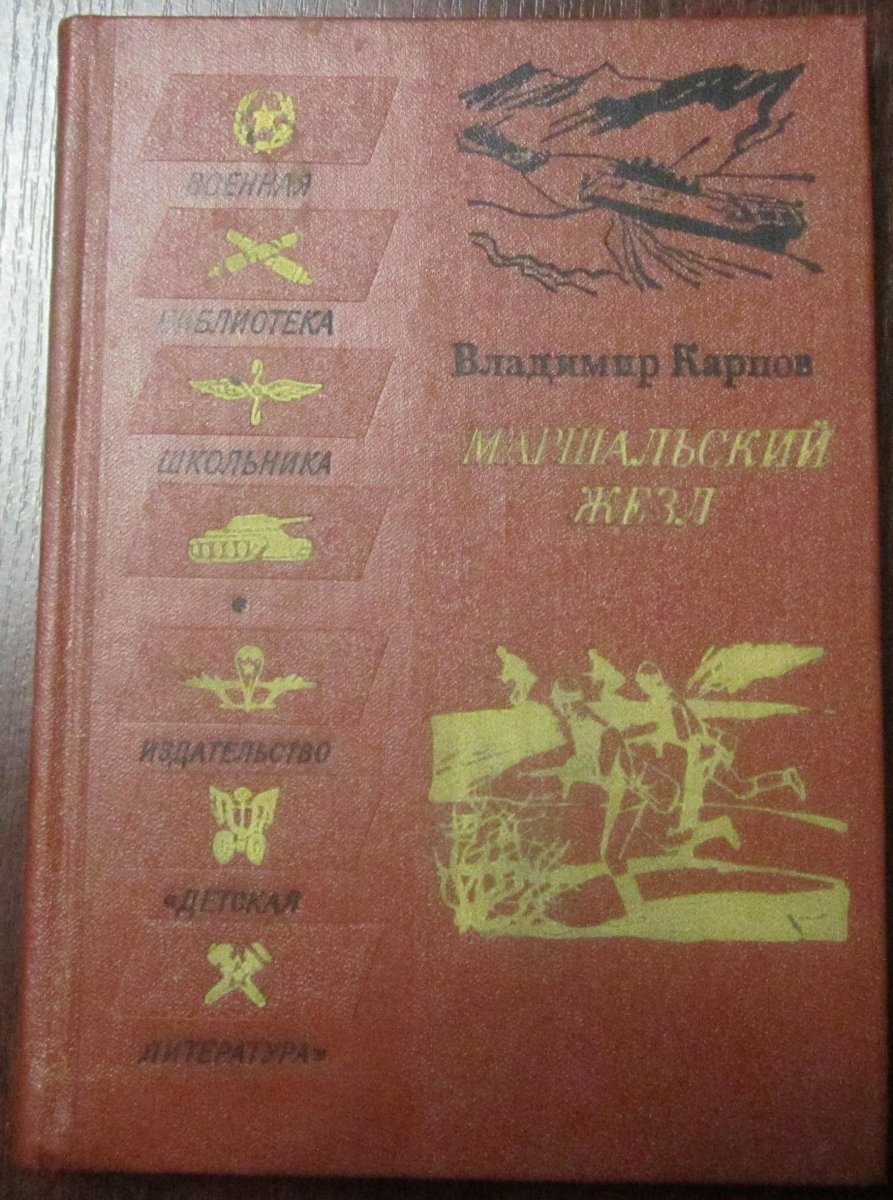 ВОЕННАЯ
БИБЛИОТЕКА
ШКОЛЬНИКА
ИЗДАТЕЛЬСТВО
«ДЕТСКАЯ
ЛИТЕРАТУРА»
Владимир Карпов
МАРШАЛЬСКИЙ
ЖЕЗЛ